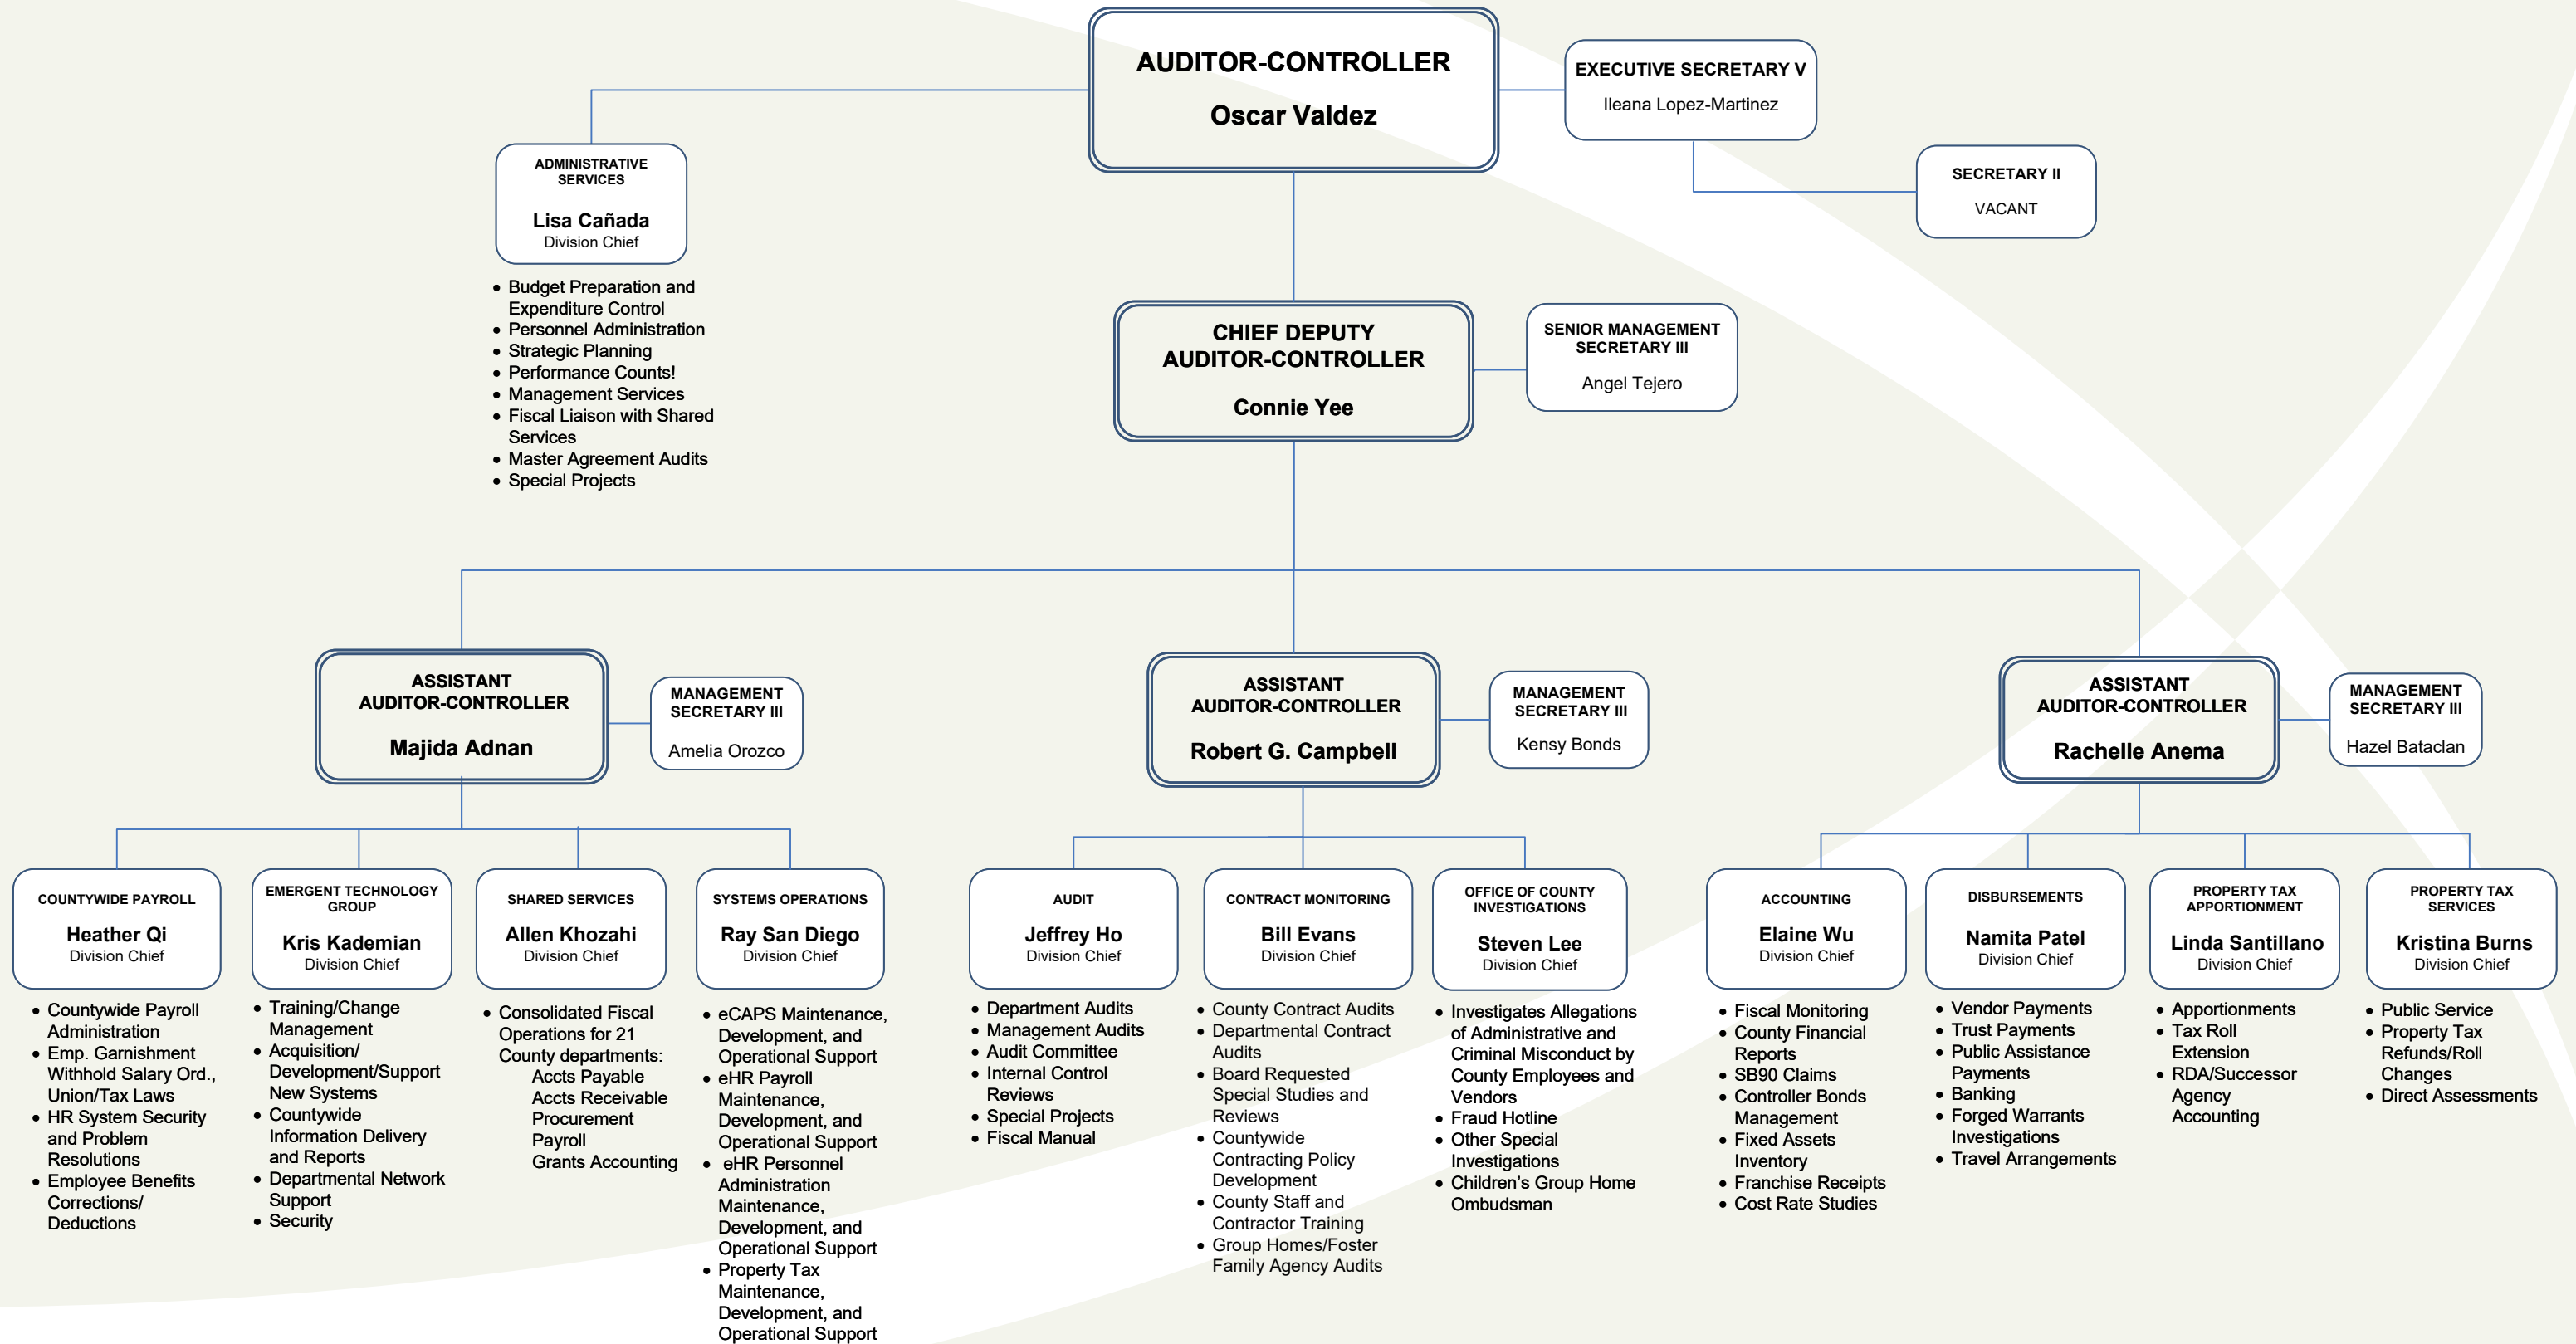 AUDITOR-CONTROLLER
Oscar Valdez
EXECUTIVE SECRETARY V
Ileana Lopez-Martinez
SECRETARY II
VACANT
ADMINISTRATIVE
SERVICES
Lisa Cañada
Division Chief
• Budget Preparation and
Expenditure Control
• Personnel Administration
• Strategic Planning
• Performance Counts!
• Management Services
• Fiscal Liaison with Shared
Services
• Master Agreement Audits
• Special Projects
CHIEF DEPUTY
AUDITOR-CONTROLLER
Connie Yee
SENIOR MANAGEMENT
SECRETARY III
Angel Tejero
ASSISTANT
AUDITOR-CONTROLLER
Majida Adnan
MANAGEMENT
SECRETARY III
Amelia Orozco
ASSISTANT
AUDITOR-CONTROLLER
Robert G. Campbell
MANAGEMENT
SECRETARY III
Kensy Bonds
ASSISTANT
AUDITOR-CONTROLLER
Rachelle Anema
MANAGEMENT
SECRETARY III
Hazel Bataclan
COUNTYWIDE PAYROLL
Heather Qi
Division Chief
• Countywide Payroll
Administration
• Emp. Garnishment
Withhold Salary Ord.,
Union/Tax Laws
• HR System Security
and Problem
Resolutions
• Employee Benefits
Corrections/
Deductions
EMERGENT TECHNOLOGY
GROUP
Kris Kademian
Division Chief
• Training/Change
Management
• Acquisition/
Development/Support
New Systems
• Countywide
Information Delivery
and Reports
• Departmental Network
Support
• Security
SHARED SERVICES
Allen Khozahi
Division Chief
• Consolidated Fiscal
Operations for 21
County departments:
Accts Payable
Accts Receivable
Procurement
Payroll
Grants Accounting
SYSTEMS OPERATIONS
Ray San Diego
Division Chief
• eCAPS Maintenance,
Development, and
Operational Support
• eHR Payroll
Maintenance,
Development, and
Operational Support
• eHR Personnel
Administration
Maintenance,
Development, and
Operational Support
• Property Tax
Maintenance,
Development, and
Operational Support
AUDIT
Jeffrey Ho
Division Chief
• Department Audits
• Management Audits
• Audit Committee
• Internal Control
Reviews
• Special Projects
• Fiscal Manual
CONTRACT MONITORING
Bill Evans
Division Chief
• County Contract Audits
• Departmental Contract
Audits
• Board Requested
Special Studies and
Reviews
• Countywide
Contracting Policy
Development
• County Staff and
Contractor Training
• Group Homes/Foster
Family Agency Audits
OFFICE OF COUNTY
INVESTIGATIONS
Steven Lee
Division Chief
• Investigates Allegations
of Administrative and
Criminal Misconduct by
County Employees and
Vendors
• Fraud Hotline
• Other Special
Investigations
• Children’s Group Home
Ombudsman
ACCOUNTING
Elaine Wu
Division Chief
• Fiscal Monitoring
• County Financial
Reports
• SB90 Claims
• Controller Bonds
Management
• Fixed Assets
Inventory
• Franchise Receipts
• Cost Rate Studies
DISBURSEMENTS
Namita Patel
Division Chief
• Vendor Payments
• Trust Payments
• Public Assistance
Payments
• Banking
• Forged Warrants
Investigations
• Travel Arrangements
PROPERTY TAX
APPORTIONMENT
Linda Santillano
Division Chief
• Apportionments
• Tax Roll
Extension
• RDA/Successor
Agency
Accounting
PROPERTY TAX
SERVICES
Kristina Burns
Division Chief
• Public Service
• Property Tax
Refunds/Roll
Changes
• Direct Assessments